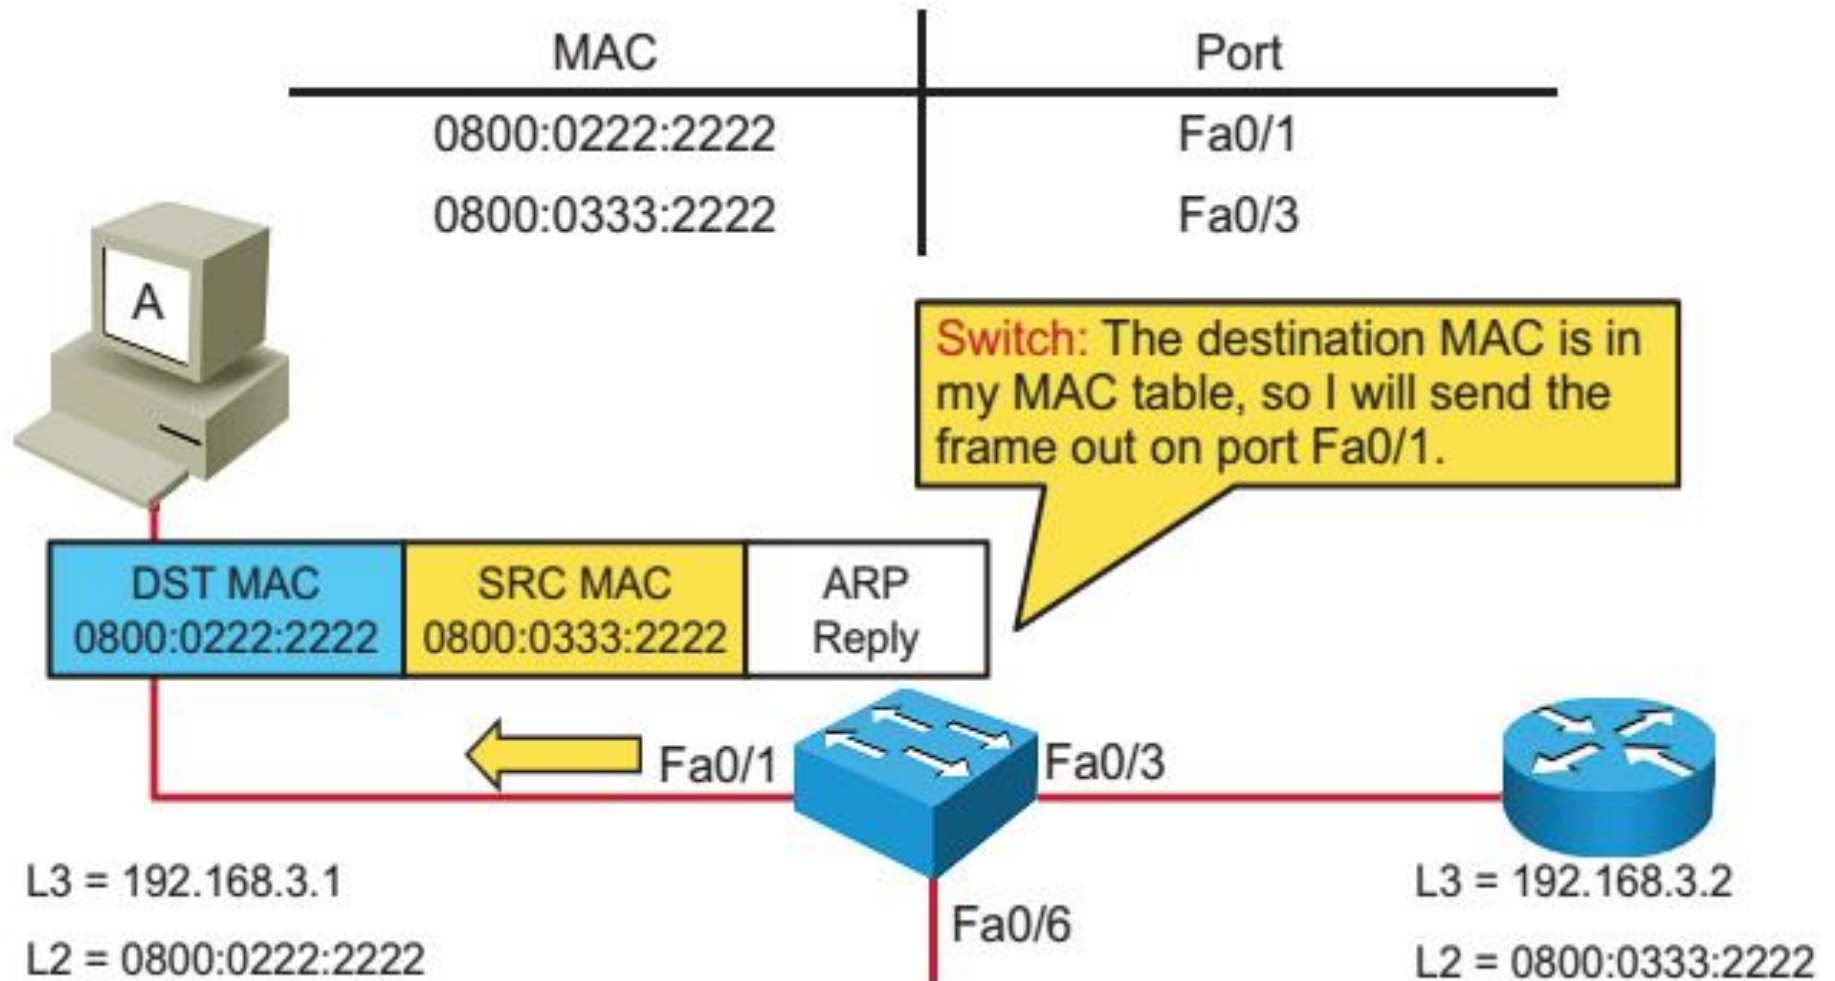 MAC Port
0800:0222:2222 Fa0/1
0800:0333:2222 Fa0/3
A
Switch: The destination MAC is in
my MAC table, so I will send the
frame out on port Fa0/1.
DST MAC SRC MAC ARP
0800:0222:2222 0800:0333:2222 Reply
Fa0/1 Fa0/3
L3 = 192.168.3.1 L3 = 192.168.3.2
Fa0/6
L2 = 0800:0222:2222 L2 = 0800:0333:2222